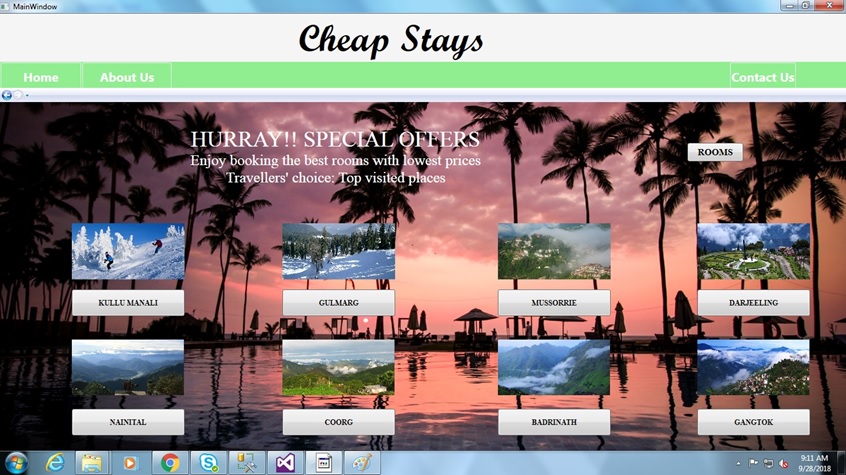 MainWindow
Cheap Stays
Home About Us Contact Us
HURRAY!! SPECIAL OFFERS
Enjoy booking the best rooms with lowest prices
Travellers' choice: Top visited places
ROOMS
KULLU MANALI GULMARG MUSSORRIE DARJEELING
NAINITAL COORG BADRINATH GANGTOK
9:11 AM
9/28/2018